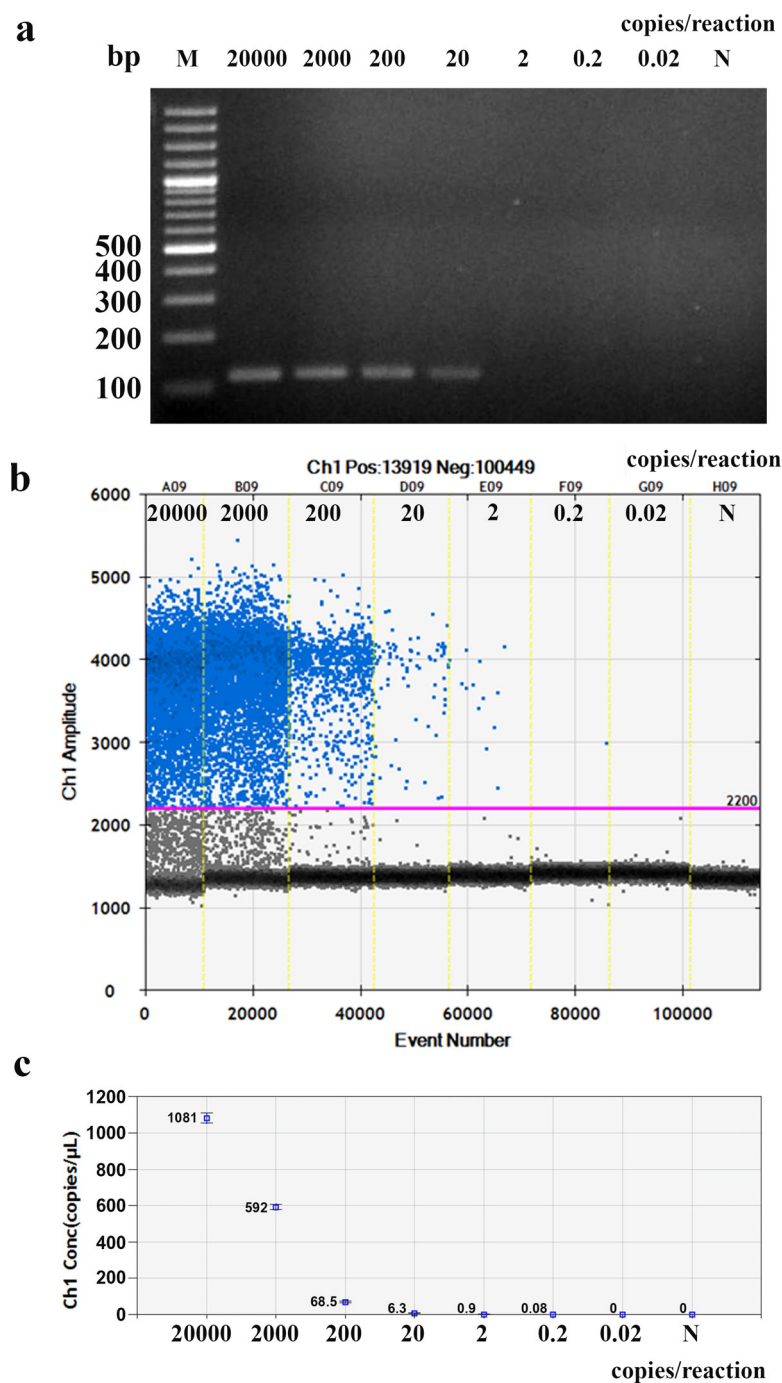 a
copies/reaction
bp M 20000 2000 200 20 2 0.2 0.02 N
500
400
300
200
100
b
Ch1 Pos:13919 Neg:100449
copies/reaction
A09 B09 C09 D09 E09 F09 G09 H09
20000 2000 200 20 2 0.2 0.02 N
6000
5000
4000
3000
2000
1000
0
Ch1 Amplitude
2200
0 20000 40000 60000 80000 100000
Event Number
c
1200
1000
800
600
400
200
0
Ch1 Conc(copies/µL)
1081
592
68.5
6.3
0.9
0.08
0
0
20000 2000 200 20 2 0.2 0.02 N
copies/reaction